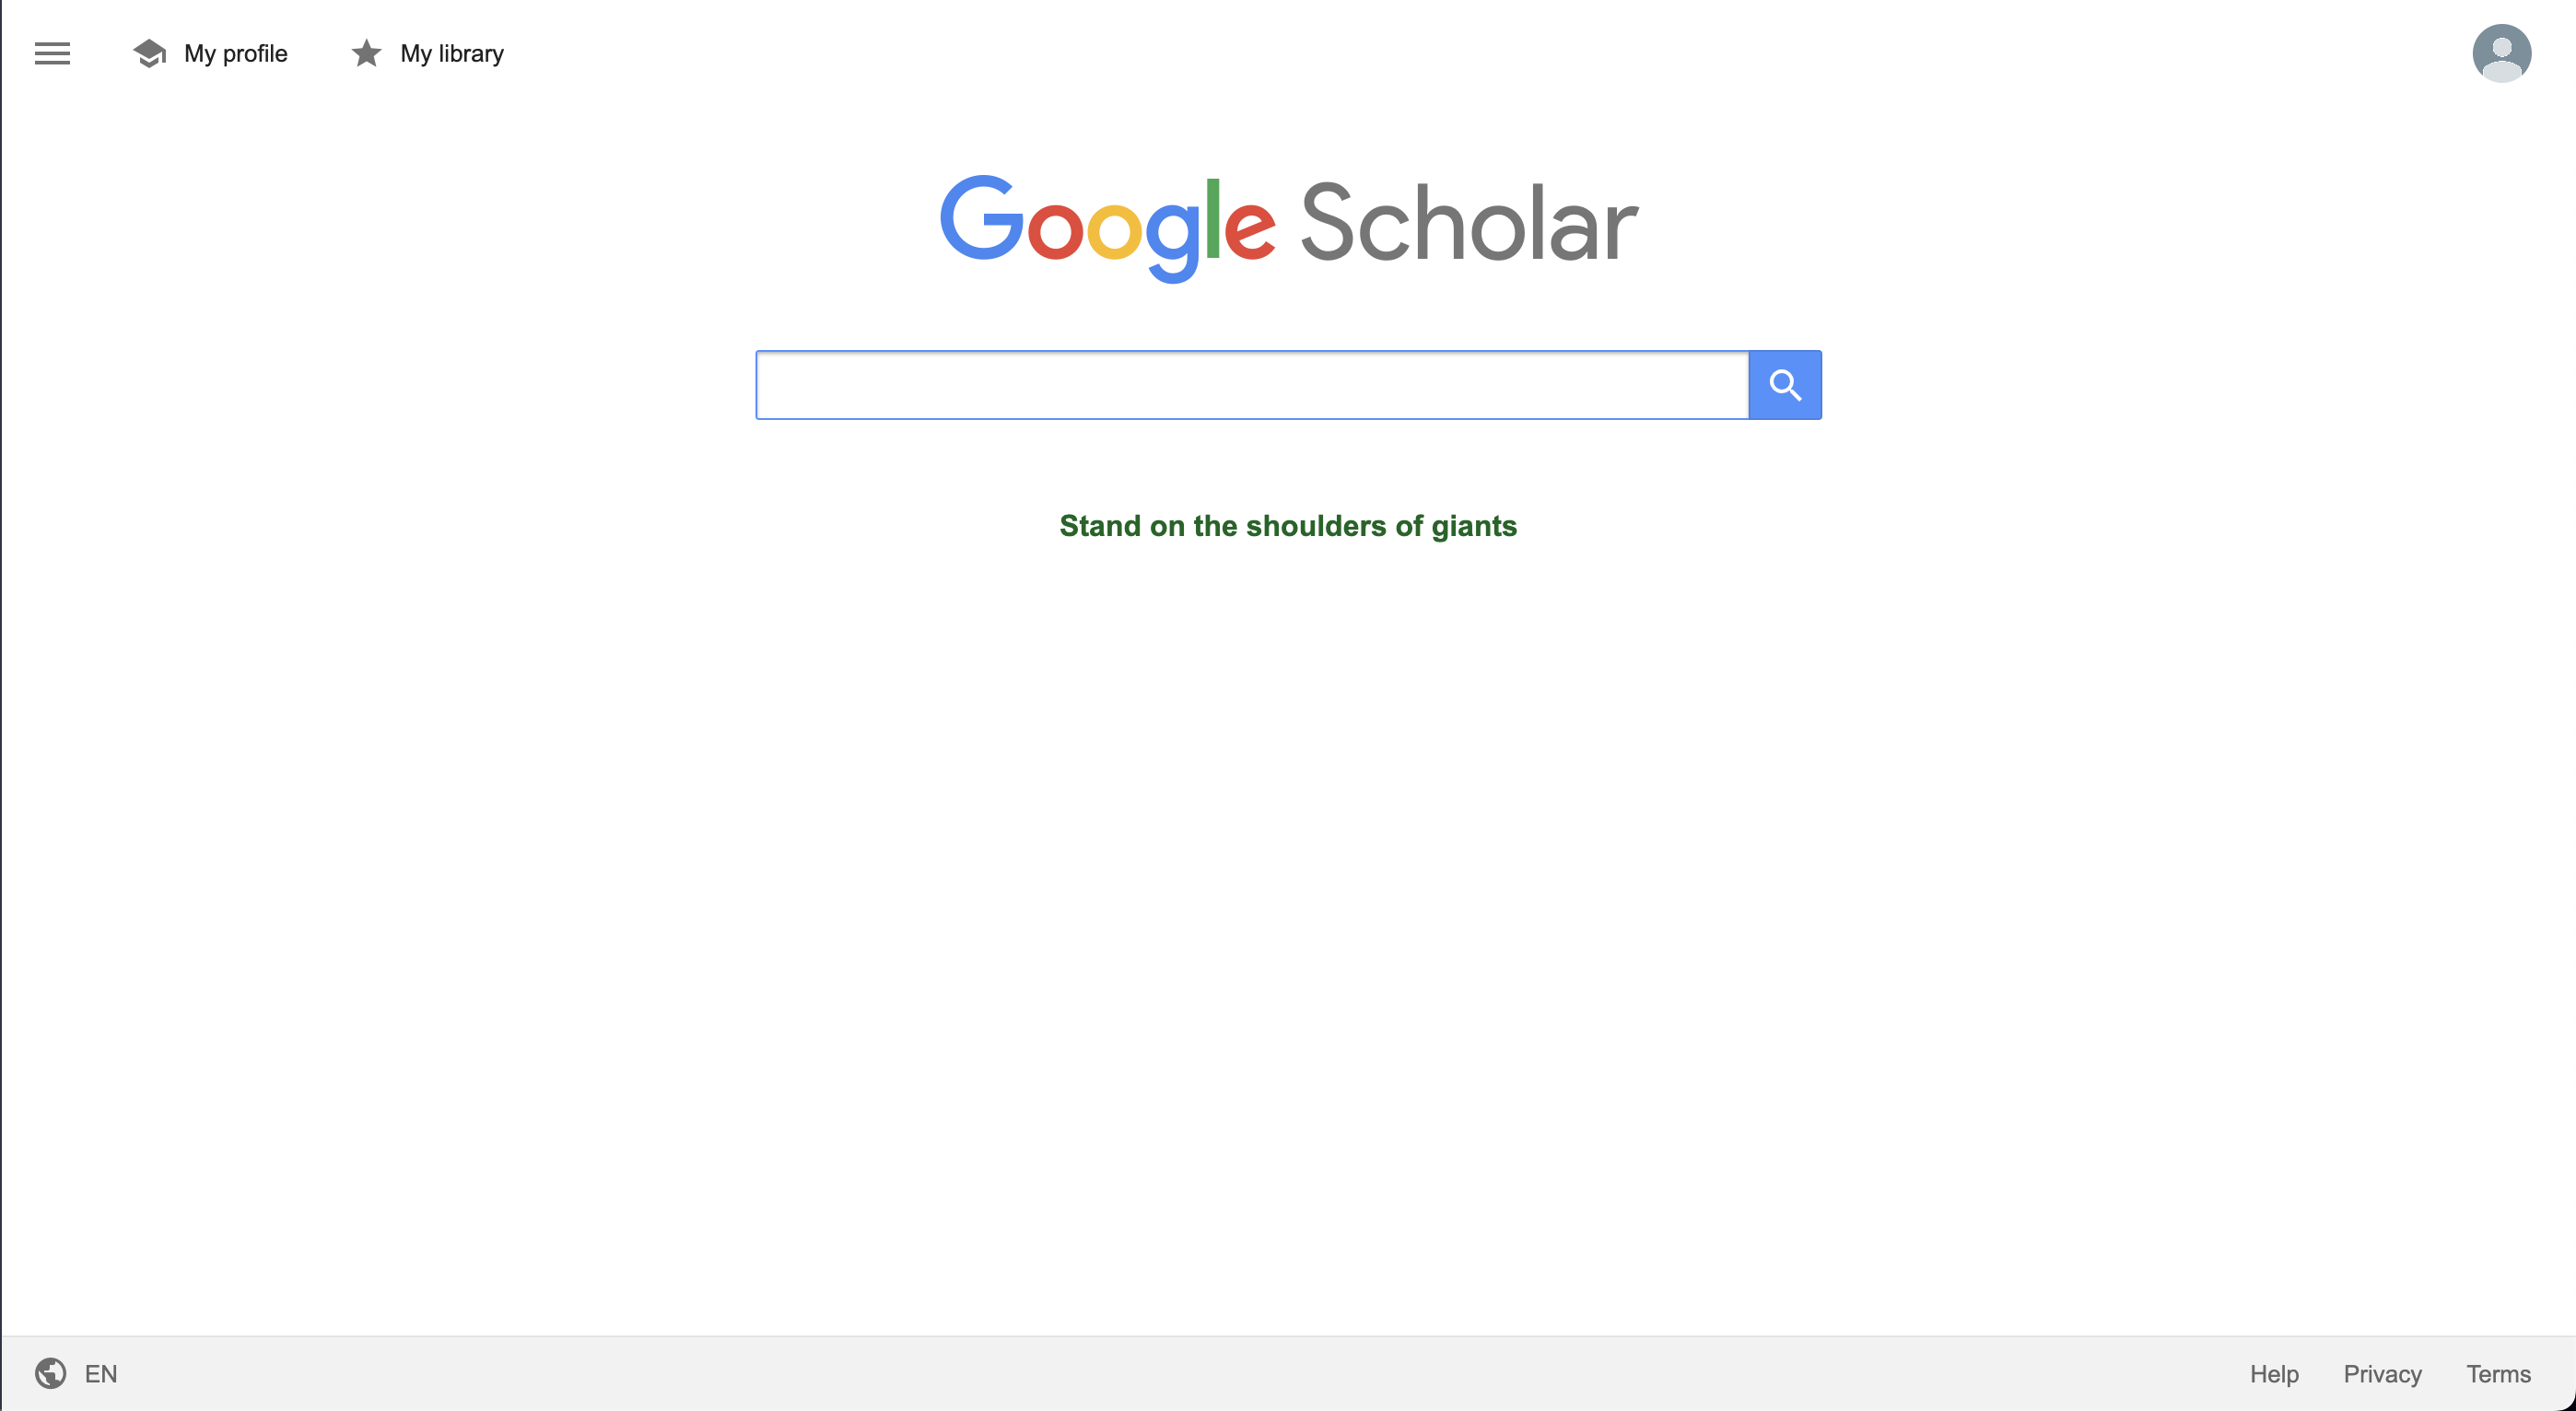 My profile
My library
Google Scholar
Stand on the shoulders of giants
EN
Help
Privacy
Terms